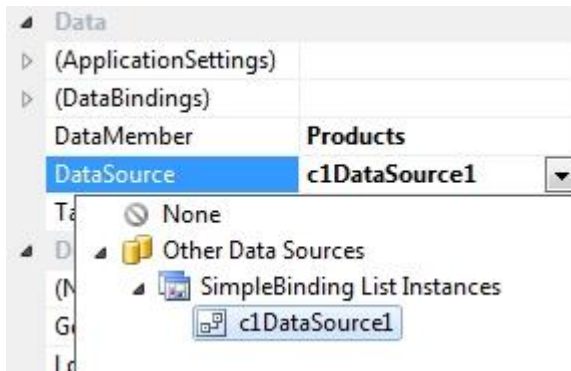 Data
(ApplicationSettings)
(DataBindings)
DataMember Products
DataSource c1DataSource1
None
Other Data Sources
SimpleBinding List Instances
c1DataSource1